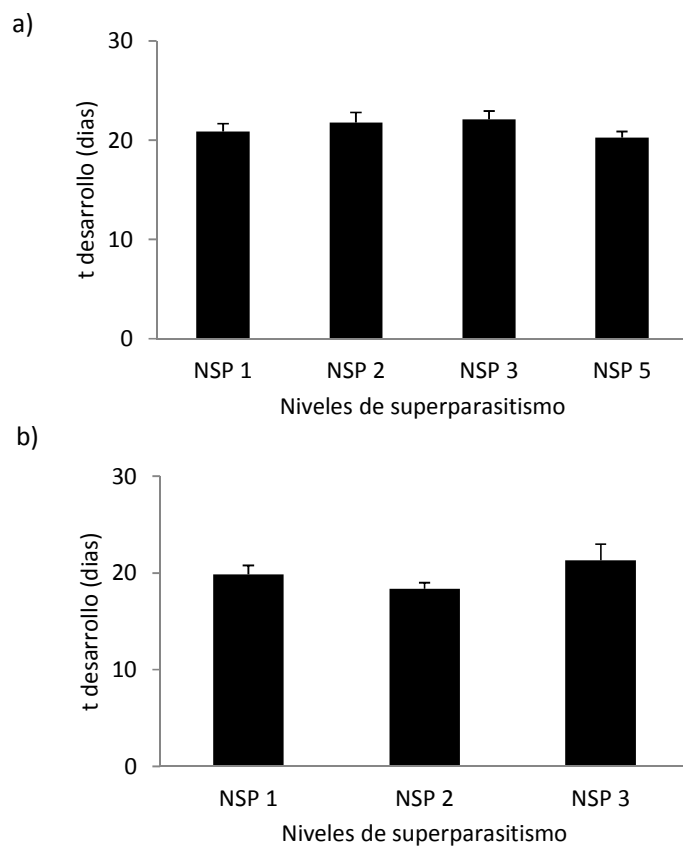 a)
t desarrollo (dias)
30
20
10
0
NSP 1 NSP 2 NSP 3 NSP 5
Niveles de superparasitismo
b)
t desarrollo (dias)
30
20
10
0
NSP 1 NSP 2 NSP 3
Niveles de superparasitismo